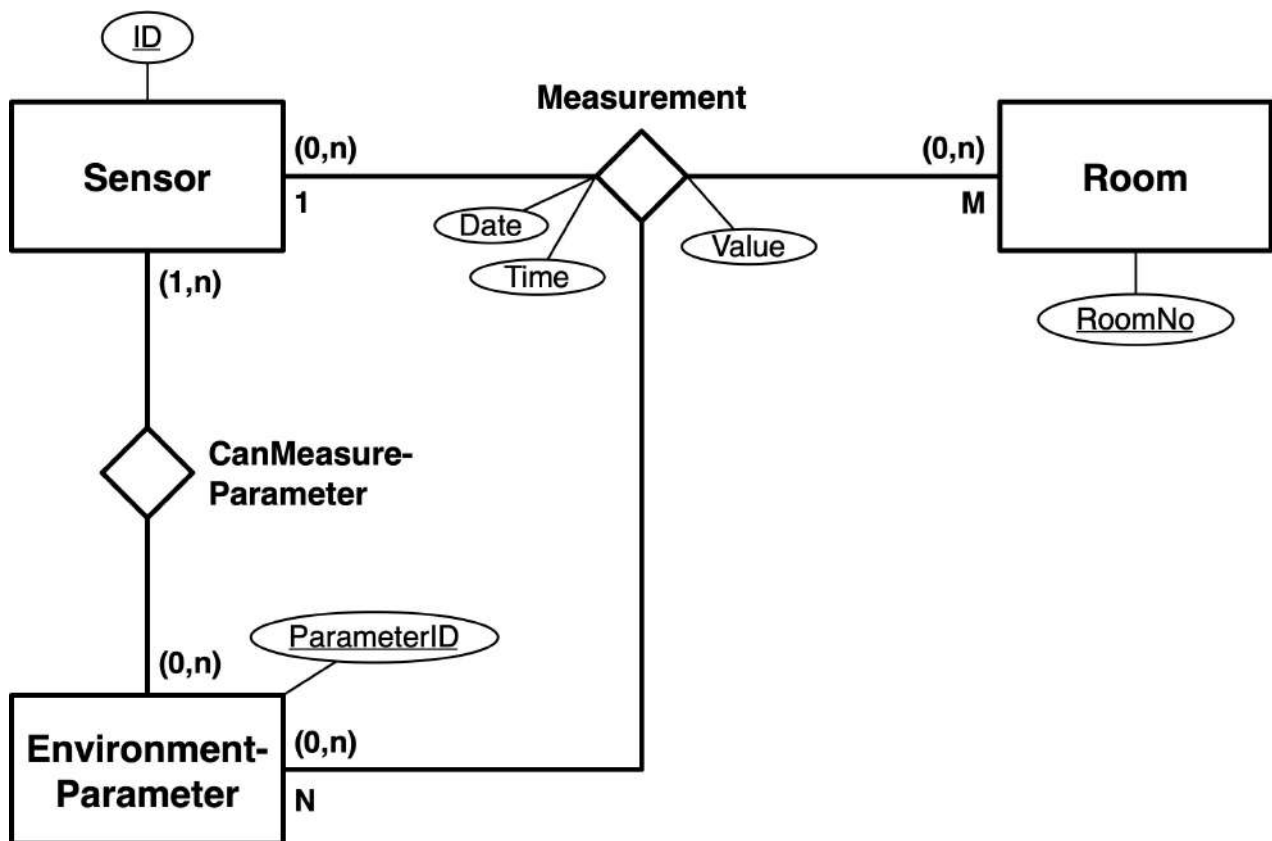 ID
Measurement
Sensor
(0,n)
1
(0,n)
M
Room
Date
Time
Value
(1,n)
RoomNo
CanMeasure-
Parameter
ParameterID
(0,n)
Environment-
Parameter
(0,n)
N